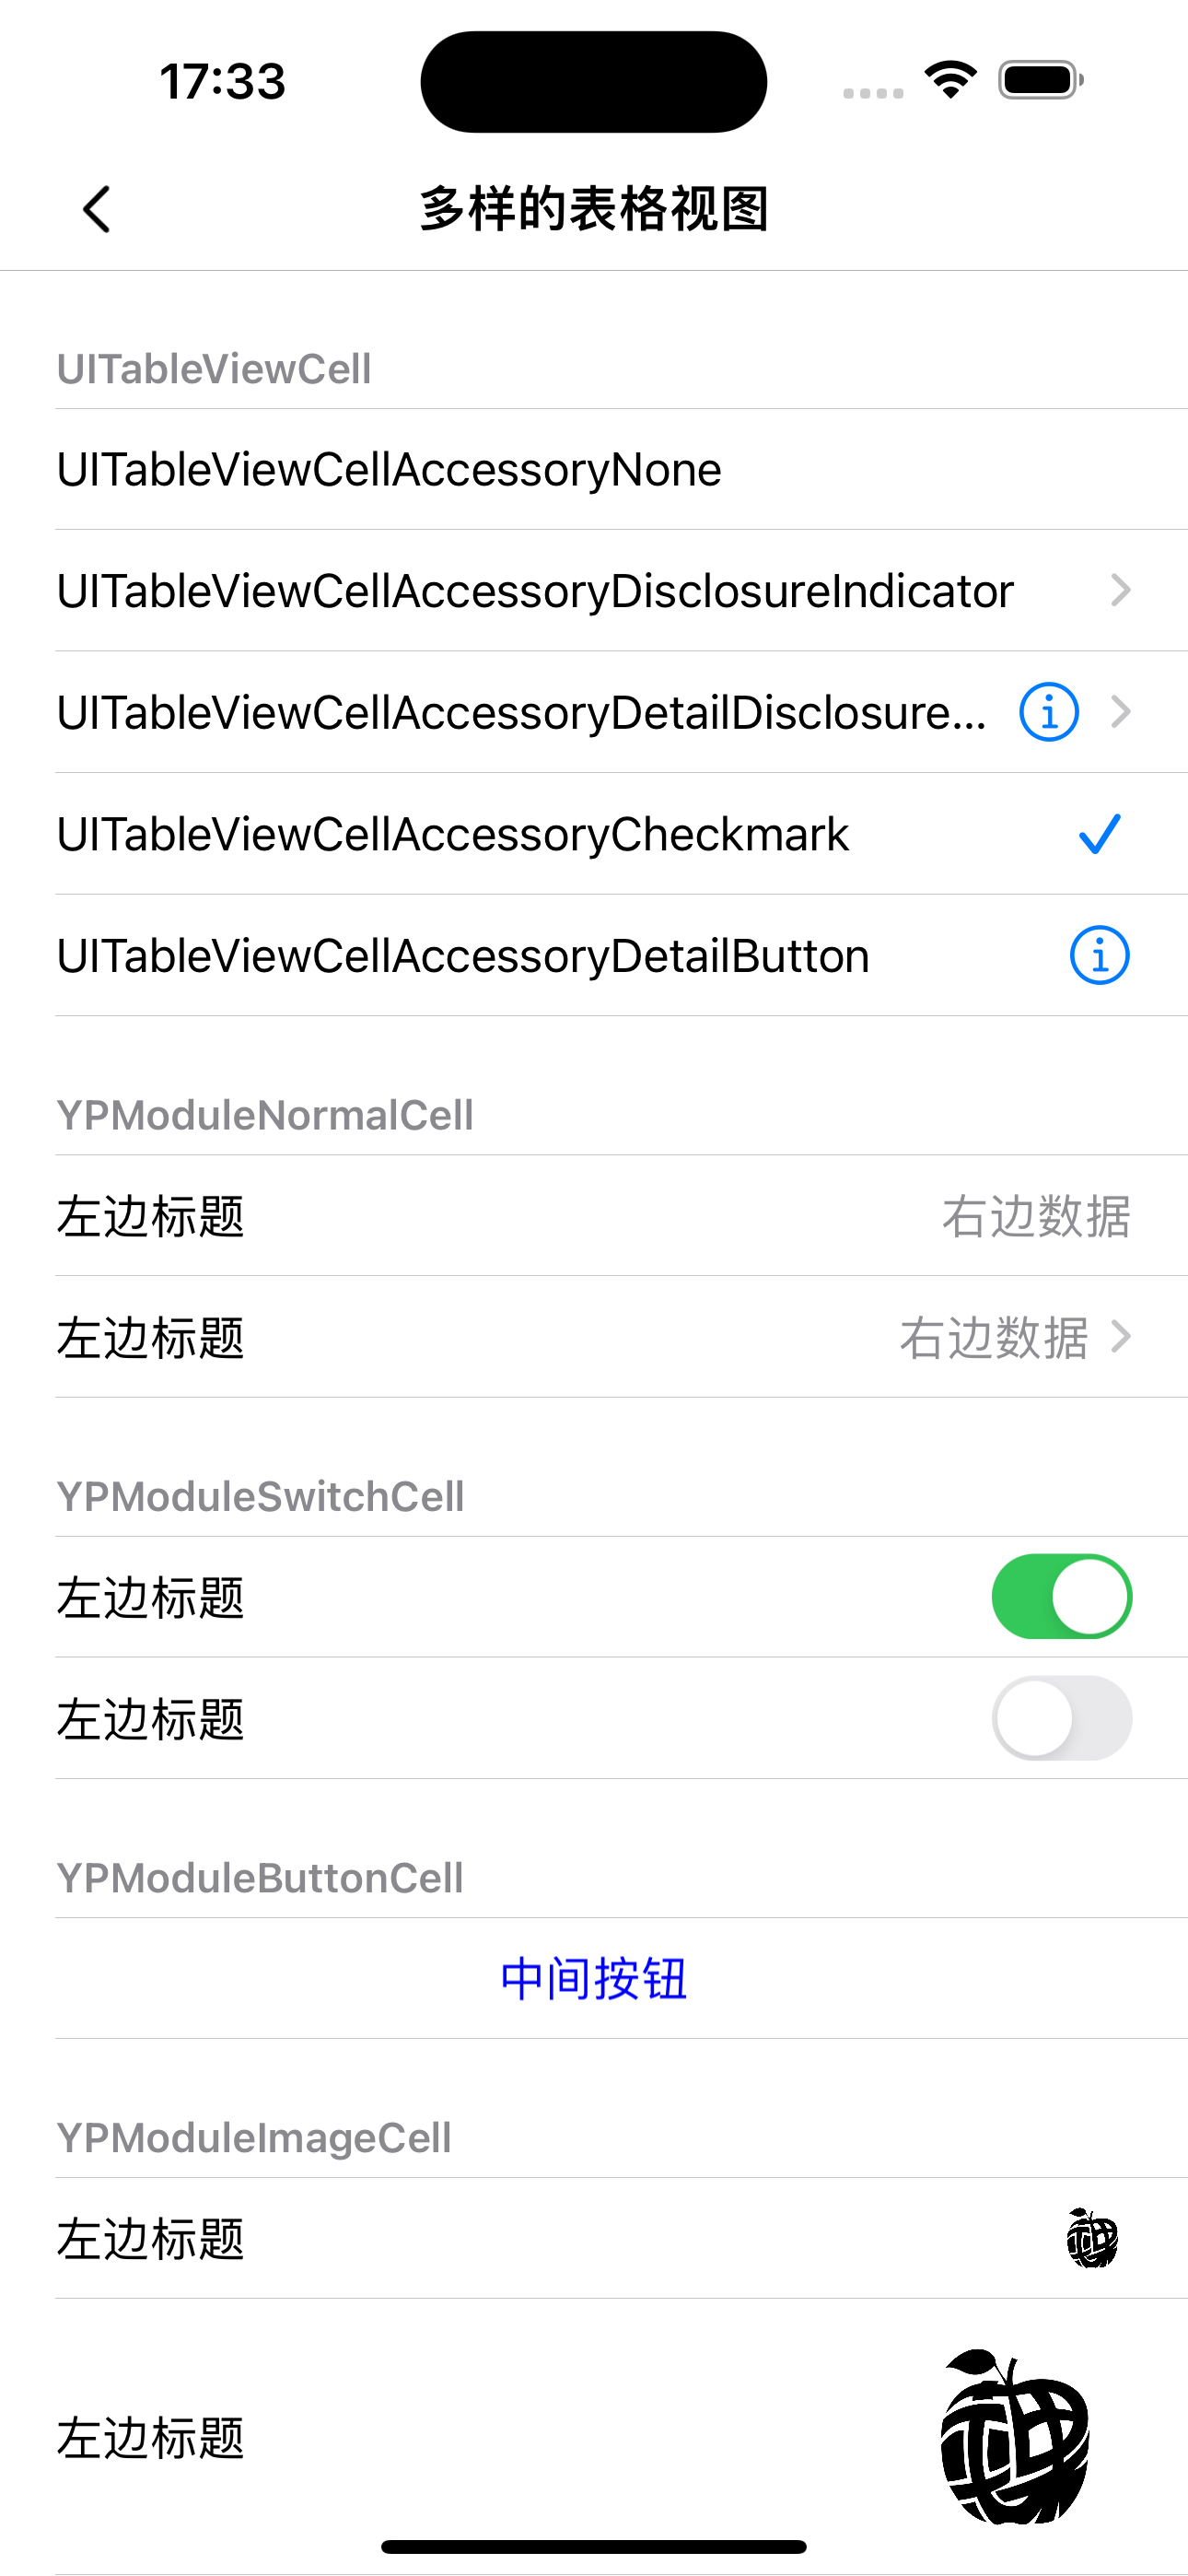 17:33
多样的表格视图
UITableViewCell
UITableViewCellAccessoryNone
UITableViewCellAccessoryDisclosureIndicator
UITableViewCellAccessoryDetailDisclosure...
UITableViewCellAccessoryCheckmark
UITableViewCellAccessoryDetailButton
YPModuleNormalCell
左边标题 右边数据
左边标题 右边数据
YPModuleSwitchCell
左边标题
左边标题
YPModuleButtonCell
中间按钮
YPModuleImageCell
左边标题
左边标题